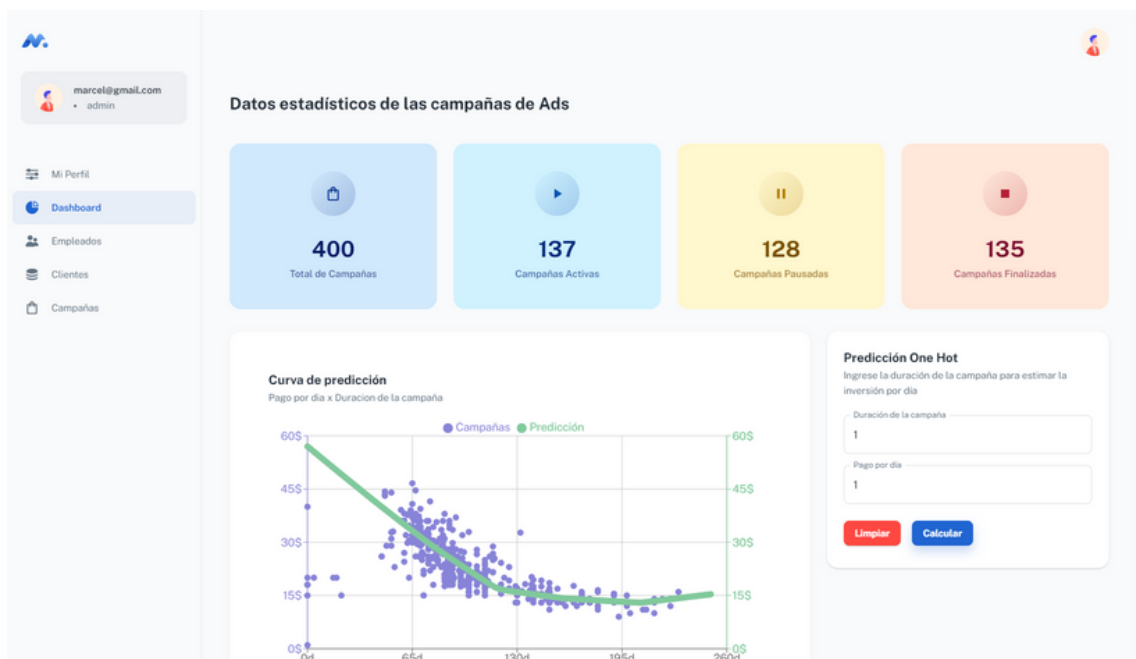 marcel@gmail.com
• admin
Mi Perfil
Dashboard
Empleados
Clientes
Campañas
Datos estadísticos de las campañas de Ads
400
Total de Campañas
137
Campañas Activas
128
Campañas Pausadas
135
Campañas Finalizadas
Curva de predicción
Pago por dia x Duracion de la campaña
Campañas Predicción
60$ 60$
45$ 45$
30$ 30$
15$ 15$
0$ 0$
0d 65d 130d 195d 260d
Predicción One Hot
Ingrese la duración de la campaña para estimar la
inversión por día
Duración de la campaña
1
Pago por día
1
Limpiar Calcular